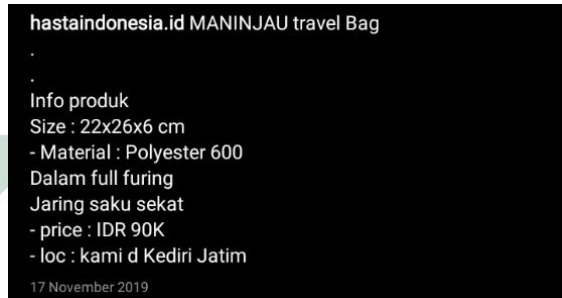 hastaindonesia.id MANINJAU travel Bag
.
.
Info produk
Size : 22x26x6 cm
- Material : Polyester 600
Dalam full furing
Jaring saku sekat
- price : IDR 90K
- loc : kami d Kediri Jatim
17 November 2019